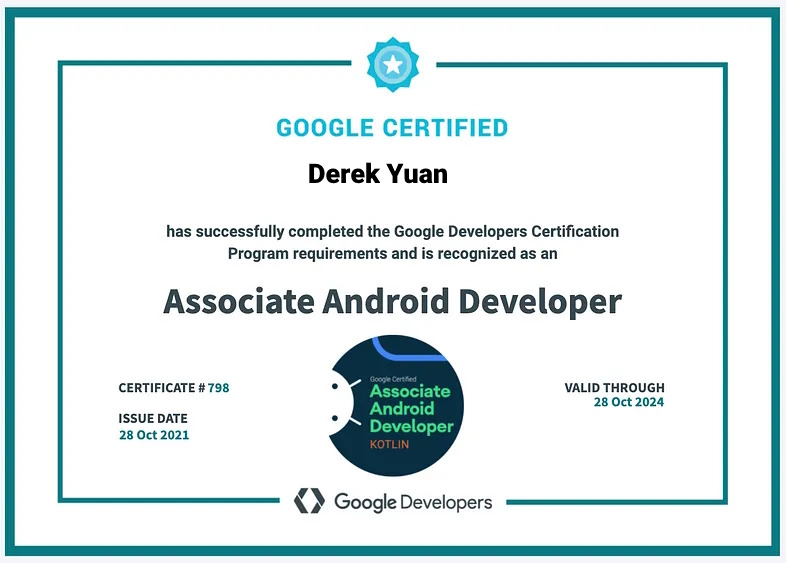 GOOGLE CERTIFIED
Derek Yuan
has successfully completed the Google Developers Certification
Program requirements and is recognized as an
Associate Android Developer
CERTIFICATE # 798
ISSUE DATE
28 Oct 2021
Google Certified
Associate
Android
Developer
KOTLIN
VALID THROUGH
28 Oct 2024
Google Developers